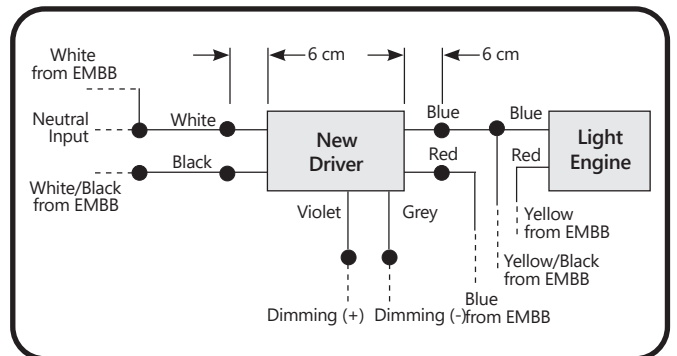 White
from EMBB
6 cm
6 cm
Neutral
Input
White
Blue
Blue
New
Driver
Light
Engine
Black
Red
Red
White/Black
from EMBB
Violet
Grey
Yellow
from EMBB
Yellow/Black
from EMBB
Blue
from EMBB
Dimming (+)
Dimming (-)